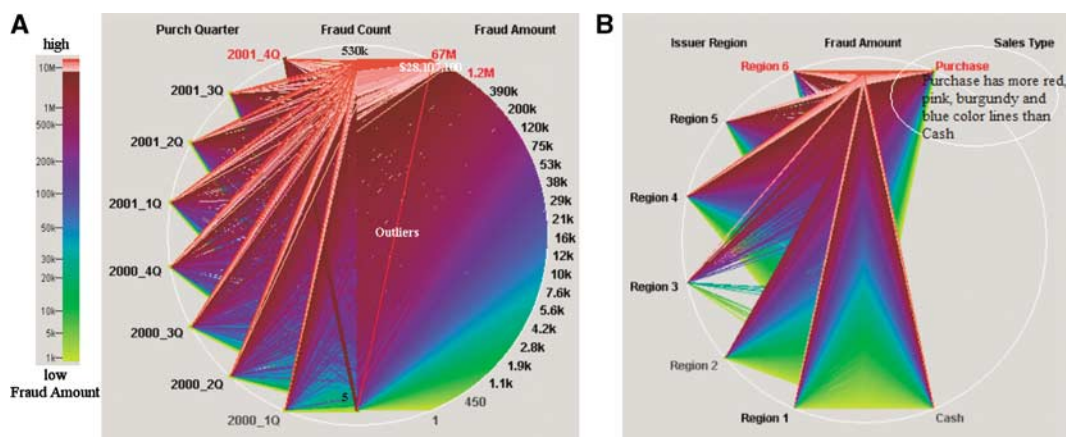 A
high
10M
1M
500k
200k
100k
50k
20k
10k
5k
1k
low
Fraud Amount
Purch Quarter
Fraud Count
Fraud Amount
2001_4Q
530k
67M
$28,107,100
1.2M
2001_3Q
390k
200k
2001_2Q
120k
75k
53k
2001_1Q
38k
29k
21k
Outliers
16k
12k
2000_4Q
10k
7.6k
5.6k
2000_3Q
4.2k
2.8k
2000_2Q
1.9k
1.1k
5
450
2000_1Q
1
B
Issuer Region
Fraud Amount
Sales Type
Region 6
Purchase
Purchase has more red,
pink, burgundy and
blue color lines than
Cash
Region 5
Region 4
Region 3
Region 2
Region 1
Cash